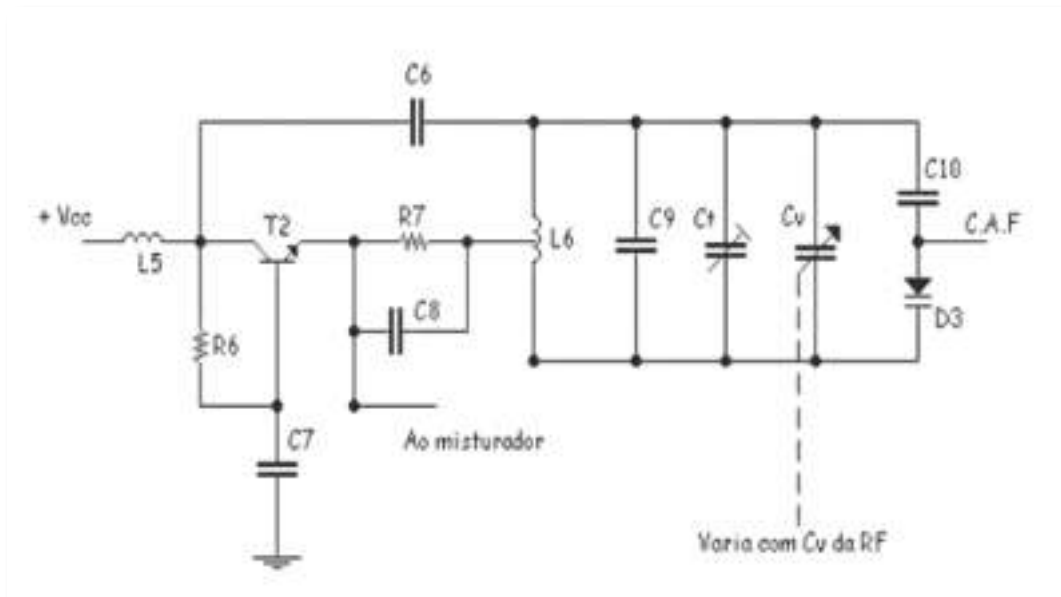 C6
C10
+ Vcc
T2
R7
L6
C9
Ct
Cv
C.A.F
L5
C8
D3
R6
C7
Ao misturador
Varia com Cv da RF